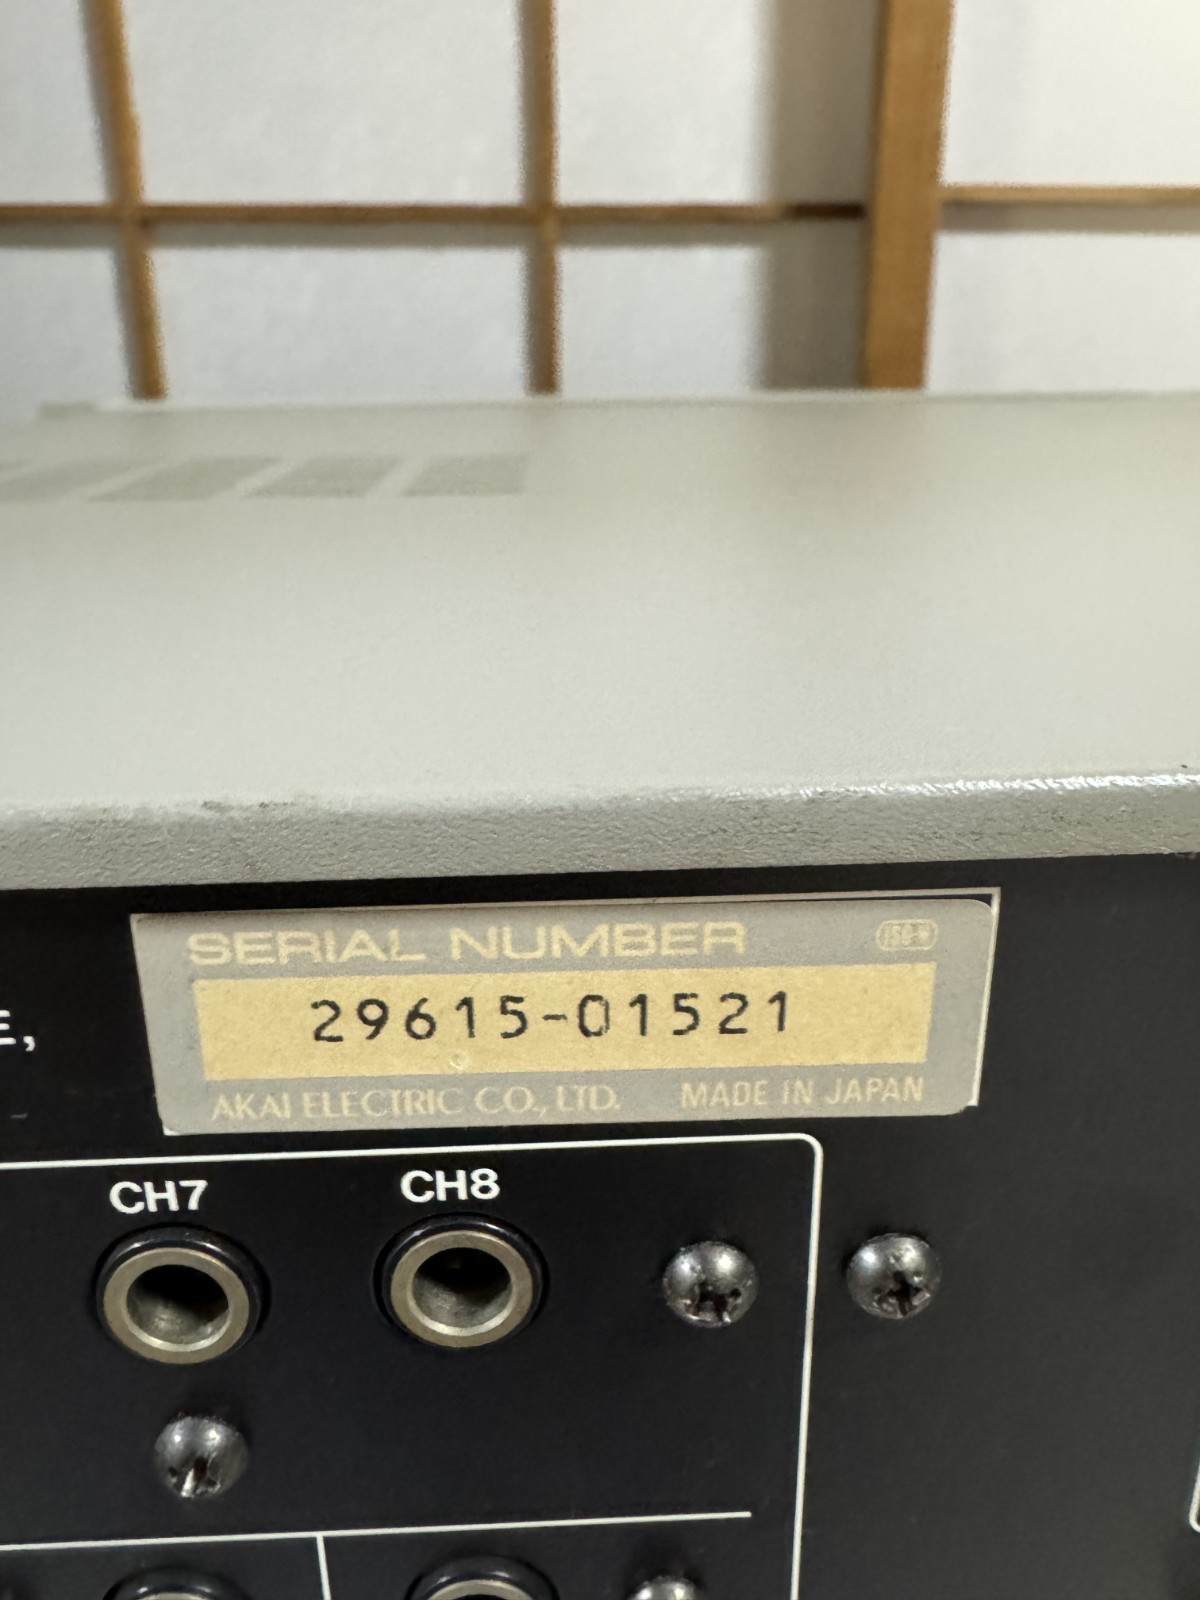 SERIAL NUMBER
29615-01521
E,
AKAI ELECTRIC CO., LTD. MADE IN JAPAN
CH7 CH8